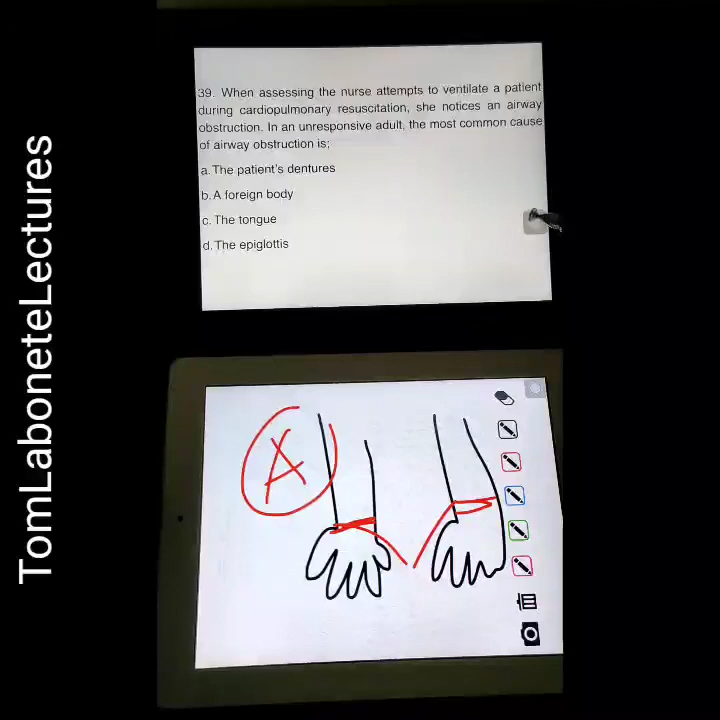 TomLaboneteLectures
39. When assessing the nurse attempts to ventilate a patient
during cardiopulmonary resuscitation, she notices an airway
obstruction. In an unresponsive adult, the most common cause
of airway obstruction is;
a. The patient's dentures
b. A foreign body
c. The tongue
d. The epiglottis
A